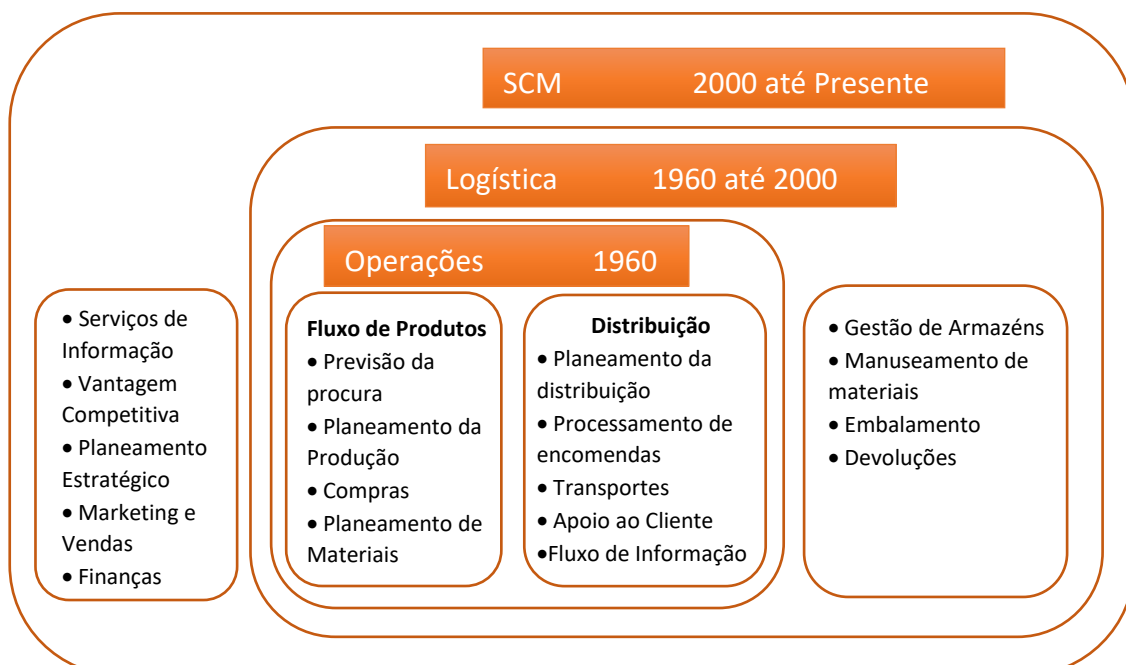 SCM 2000 até Presente
Logística 1960 até 2000
Operações 1960
• Serviços de
Informação
• Vantagem
Competitiva
• Planeamento
Estratégico
• Marketing e
Vendas
• Finanças
Fluxo de Produtos
• Previsão da
procura
• Planeamento da
Produção
• Compras
• Planeamento de
Materiais
Distribuição
• Planeamento da
distribuição
• Processamento de
encomendas
• Transportes
• Apoio ao Cliente
•Fluxo de Informação
• Gestão de Armazéns
• Manuseamento de
materiais
• Embalamento
• Devoluções